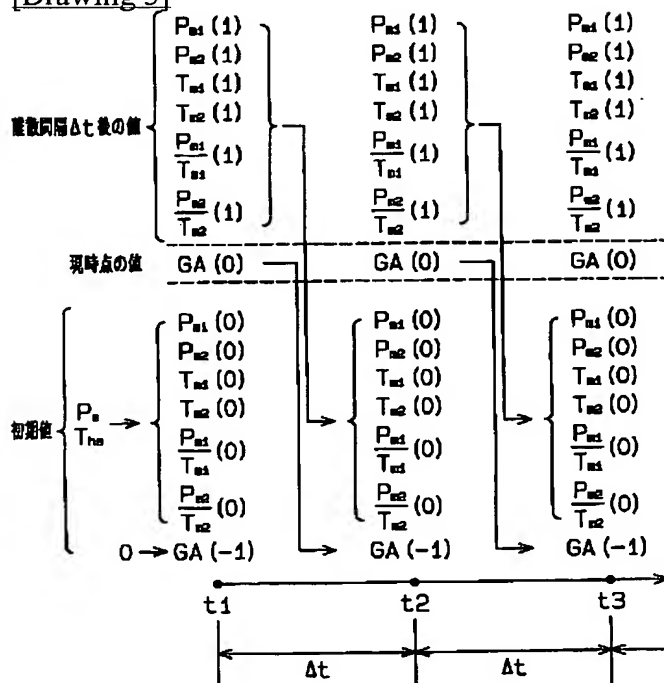 [Drawing 5]
Pm1(1) Pm1(1) Pm1(1)
Pm2(1) Pm2(1) Pm2(1)
Tm1(1) Tm1(1) Tm1(1)
離散間隔Δt後の値 Tm2(1) Tm2(1) Tm2(1)
Pm1/Tm1(1) Pm1/Tm1(1) Pm1/Tm1(1)
Pm2/Tm2(1) Pm2/Tm2(1) Pm2/Tm2(1)
現時点の値 GA(0) GA(0) GA(0)
Pm1(0) Pm1(0) Pm1(0)
Pm2(0) Pm2(0) Pm2(0)
Tm1(0) Tm1(0) Tm1(0)
初期値 Tm2(0) Tm2(0) Tm2(0)
Pm1/Tm1(0) Pm1/Tm1(0) Pm1/Tm1(0)
Pm2/Tm2(0) Pm2/Tm2(0) Pm2/Tm2(0)
0→GA(-1) GA(-1) GA(-1)
t1 t2 t3
Δt Δt